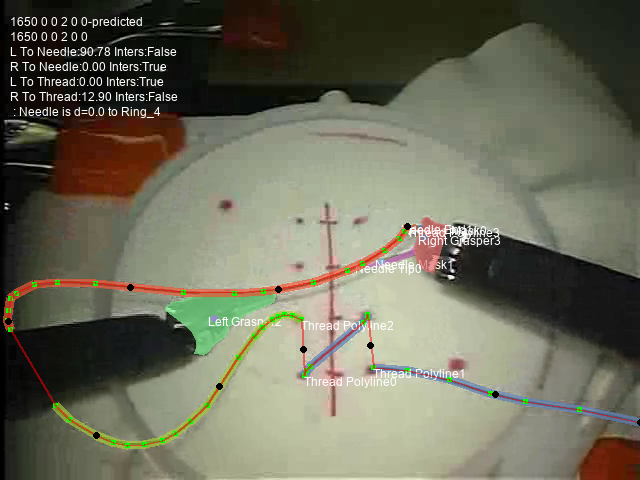 1650 0 0 2 0 0-predicted
1650 0 0 2 0 0
L To Needle:90.78 Inters:False
R To Needle:0.00 Inters:True
L To Thread:0.00 Inters:True
R To Thread:12.90 Inters:False
: Needle is d=0.0 to Ring_4
Right Grasper3
Needle Mask1
Needle Tip0
Left Grasper2
Thread Polyline2
Thread Polyline1
Thread Polyline0